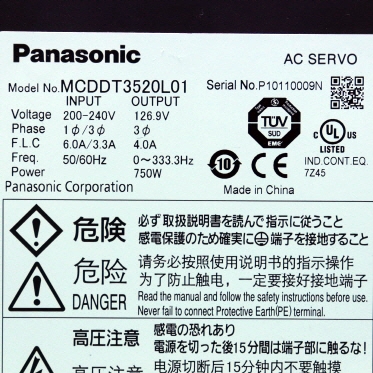 Panasonic
AC SERVO
Model No. MCDDT3520L01 Serial No. P10110009N
INPUT OUTPUT
Voltage 200-240V 126.9V
Phase 1ϕ/3ϕ 3ϕ
F.L.C 6.0A/3.3A 4.0A
Freq. 50/60Hz 0～333.3Hz
Power 750W
Panasonic Corporation
TÜV
SUD
c UL US
LISTED
IND.CONT.EQ.
7Z45
10
CE
Made in China
危険
必ず取扱説明書を読んで指示に従うこと
感電保護のため確実に⏚端子を接地すること
危险
请务必按照使用说明书的指示操作
为了防止触电，一定要接好接地端子
DANGER
Read the manual and follow the safety instructions before use.
Never fail to connect Protective Earth(PE) terminal.
高圧注意
感電の恐れあり
電源を切った後15分間は端子部に触るな!
高压注意
电源切断后15分钟内不要触摸